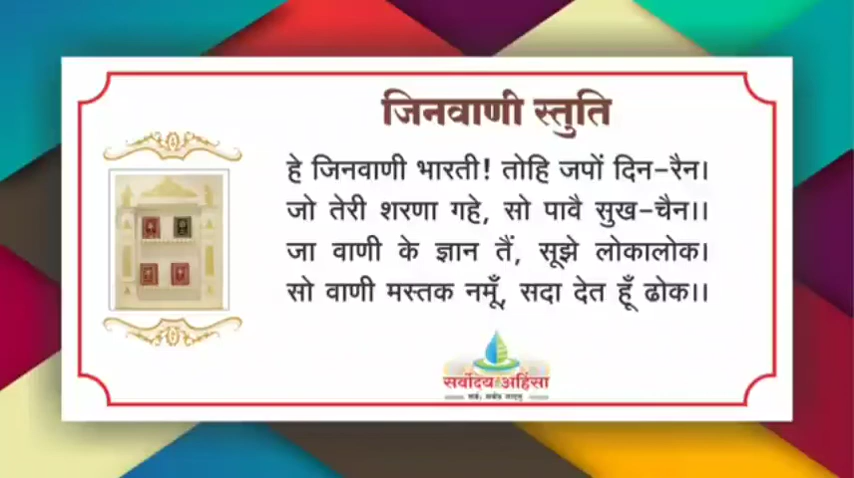 जिनवाणी स्तुति
हे जिनवाणी भारती! तोहि जपों दिन-रैन।
जो तेरी शरणा गहे, सो पावै सुख-चैन।।
जा वाणी के ज्ञान तैं, सूझे लोकालोक।
सो वाणी मस्तक नमूँ, सदा देत हूँ ढोक।।
सर्वोदय अहिंसा